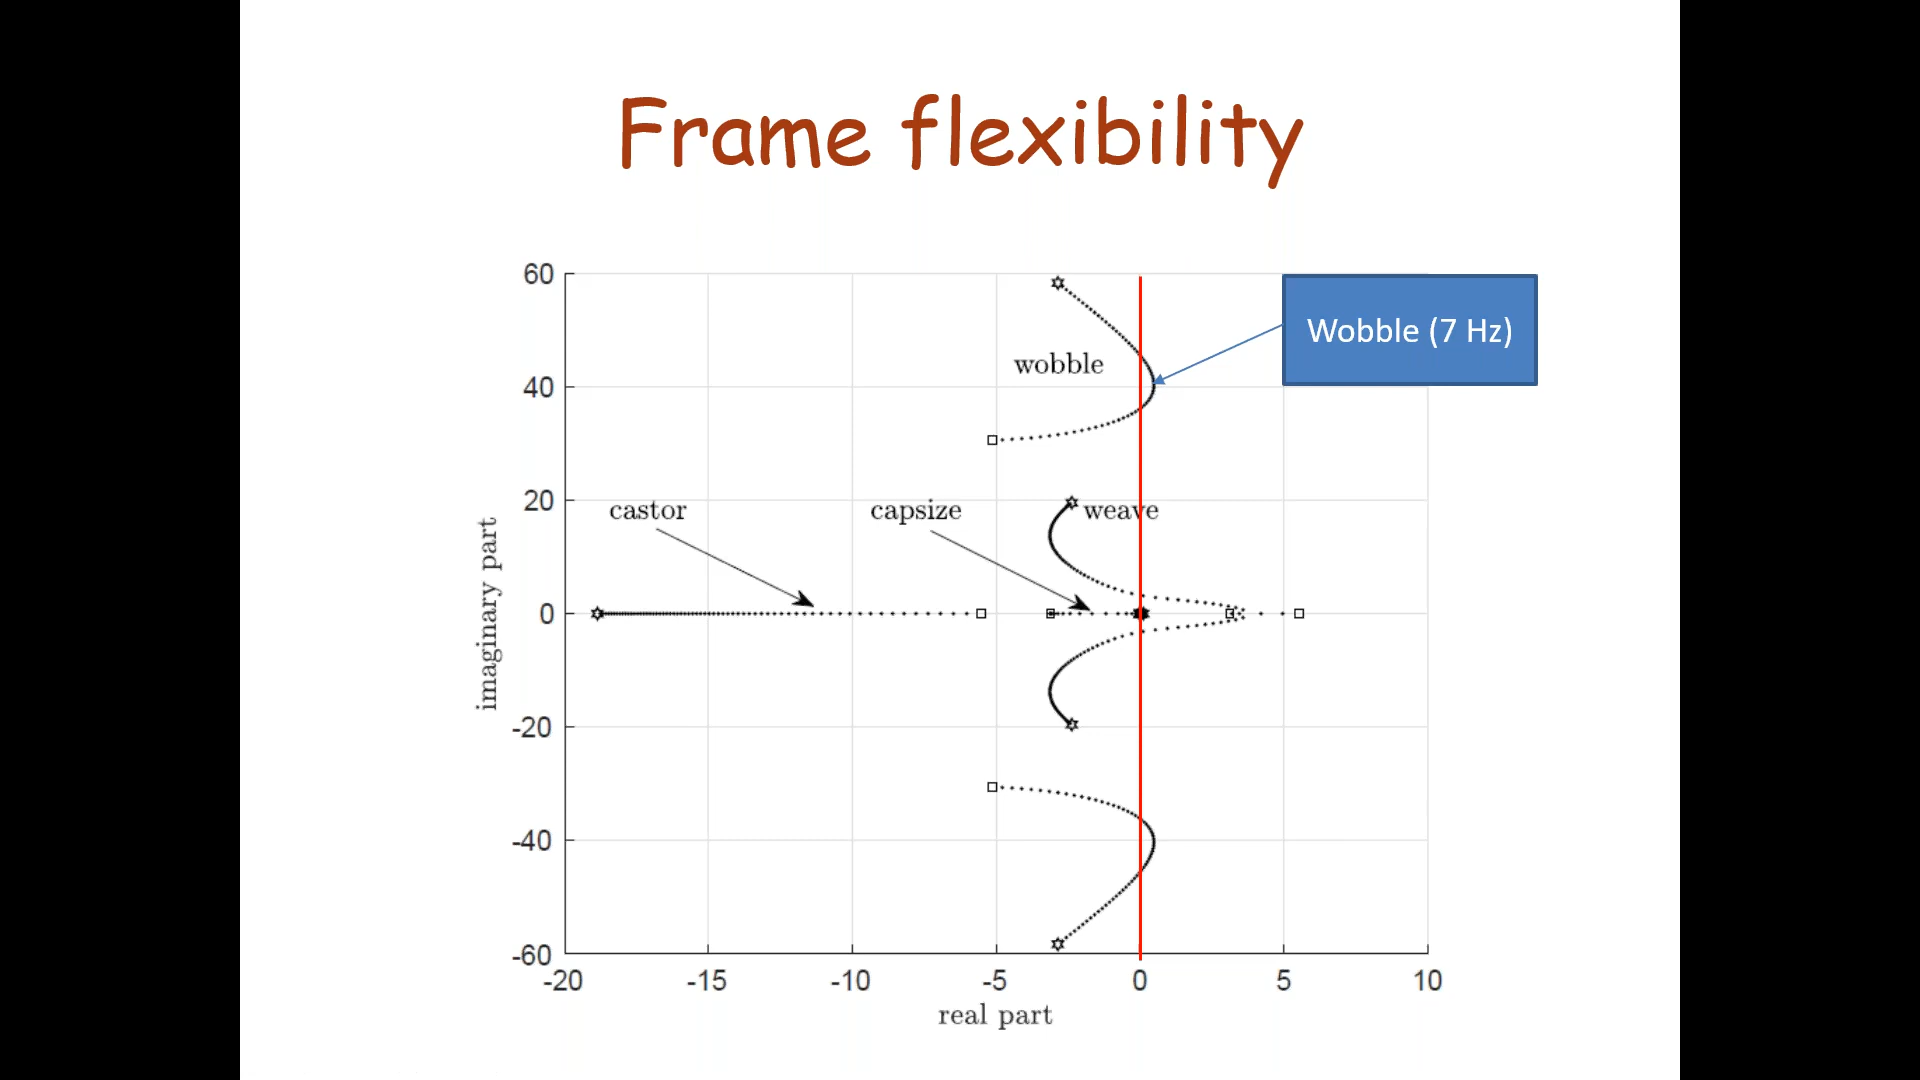 Frame flexibility
60
Wobble (7 Hz)
wobble
40
20
castor
capsize
weave
0
imaginary part
-20
-40
-60
-20 -15 -10 -5 0 5 10
real part